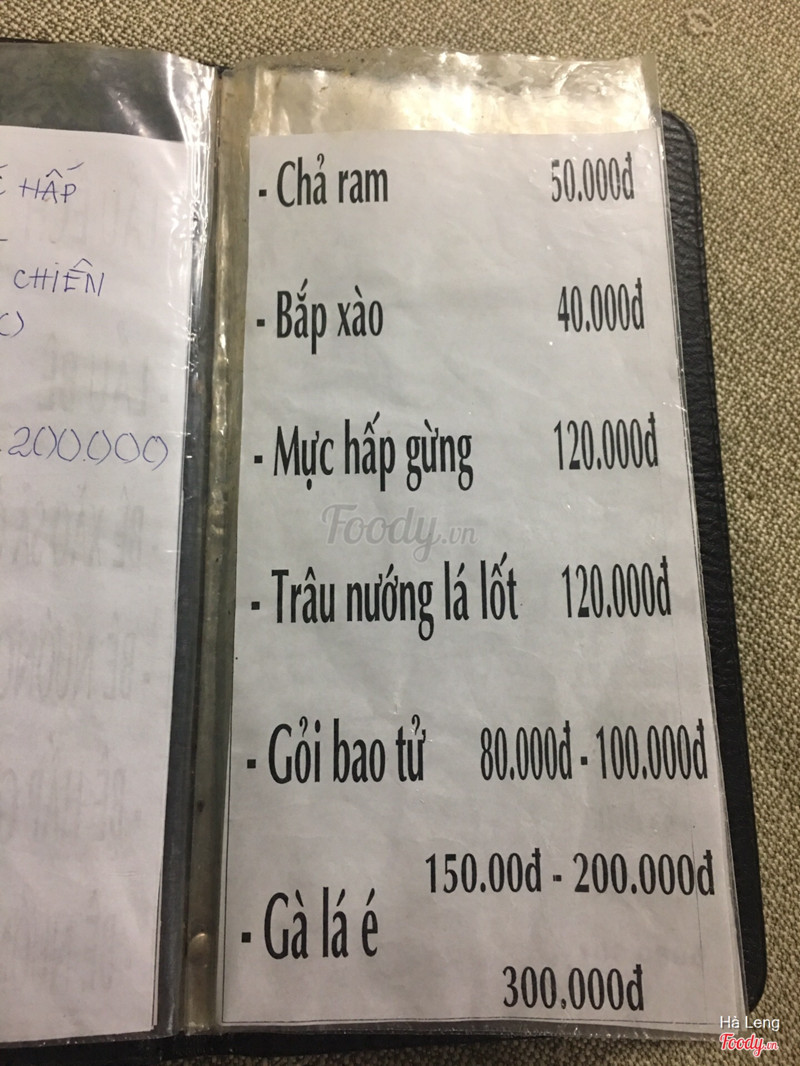 HẤP
CHIÊN
200.000
- Chả ram 50.000đ
- Bắp xào 40.000đ
- Mực hấp gừng 120.000đ
Foody.vn
- Trâu nướng lá lốt 120.000đ
- Gỏi bao tử 80.000đ - 100.000đ
150.00đ - 200.000đ
- Gà lá é
300.000đ
Hà Leng
Foody.vn